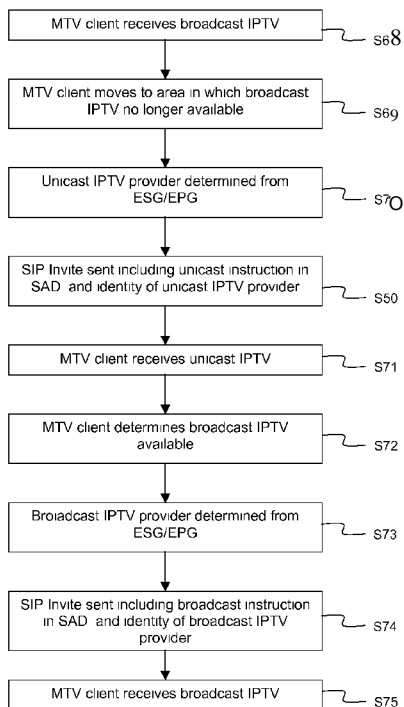 MTV client receives broadcast IPTV
S68
MTV client moves to area in which broadcast
IPTV no longer available
S69
Unicast IPTV provider determined from
ESG/EPG
S7O
SIP Invite sent including unicast instruction in
SAD and identity of unicast IPTV provider
S50
MTV client receives unicast IPTV
S71
MTV client determines broadcast IPTV
available
S72
Broiadcast IPTV provider determined from
ESG/EPG
S73
SIP Invite sent including broadcast instruction
in SAD and identity of broadcast IPTV
provider
S74
MTV client receives broadcast IPTV
S75